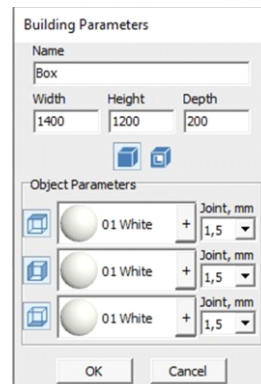 Building Parameters
Name
Box
Width Height Depth
1400 1200 200
Object Parameters
Joint, mm
01 White + 1,5
Joint, mm
01 White + 1,5
Joint, mm
01 White + 1,5
OK Cancel